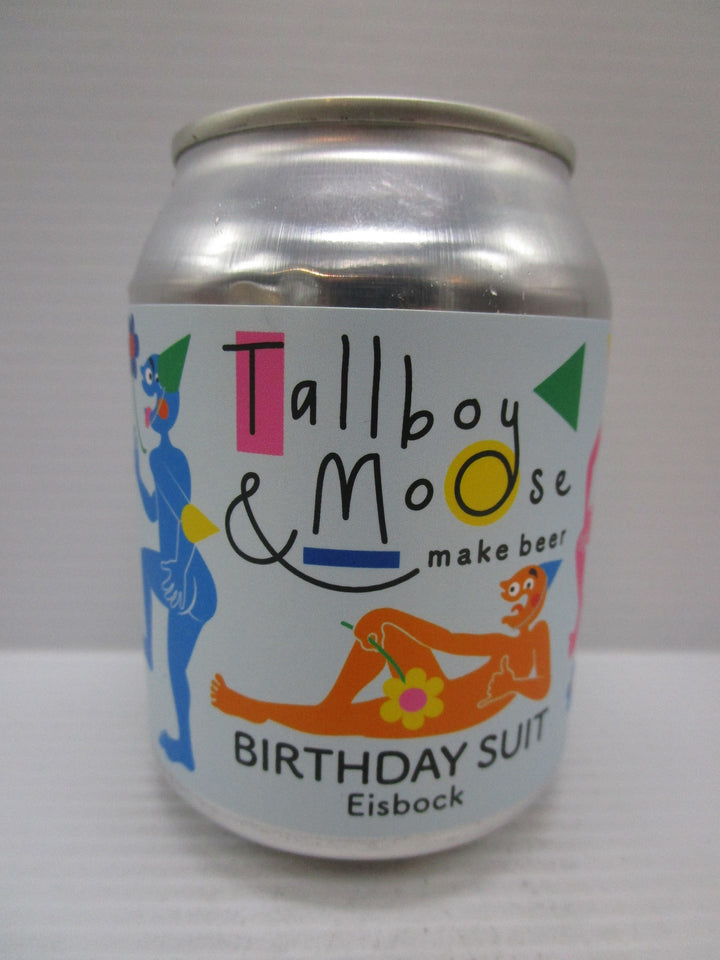 Tallboy
& Moose
make beer
BIRTHDAY SUIT
Eisbock